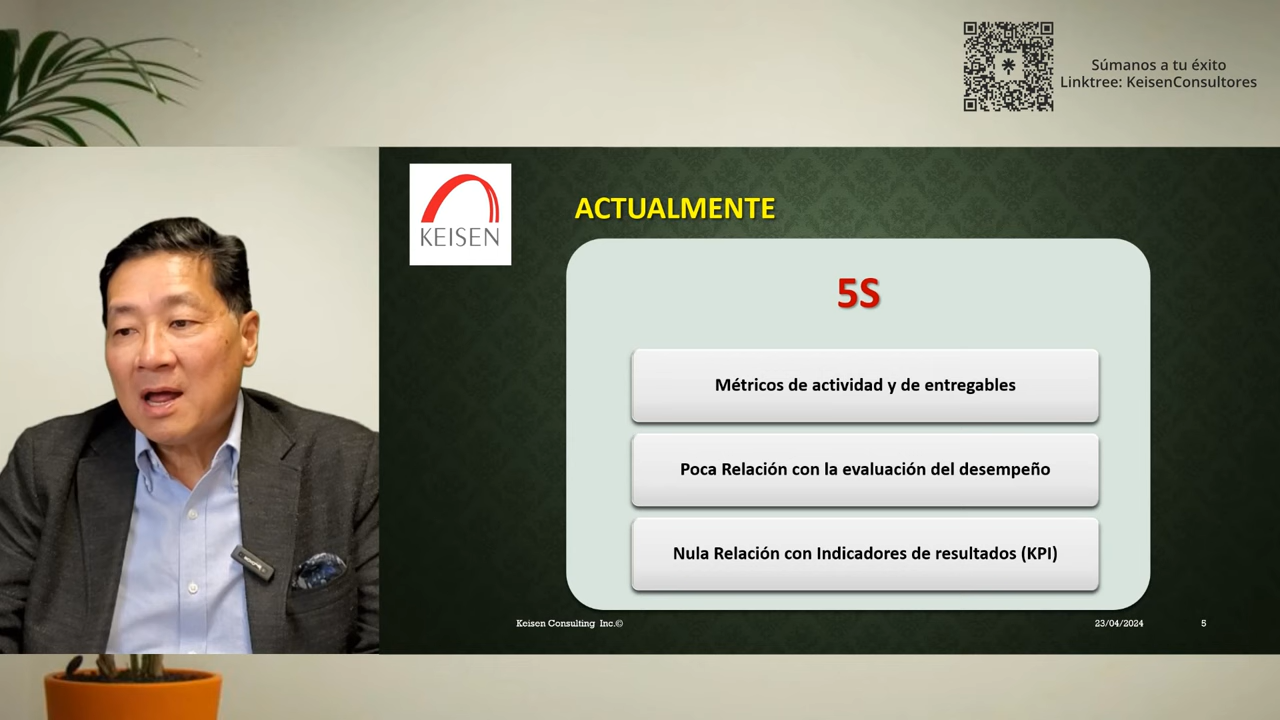 Súmanos a tu éxito
Linktree: KeisenConsultores
KEISEN
ACTUALMENTE
5S
Métricos de actividad y de entregables
Poca Relación con la evaluación del desempeño
Nula Relación con Indicadores de resultados (KPI)
Keisen Consulting Inc.©
23/04/2024
5